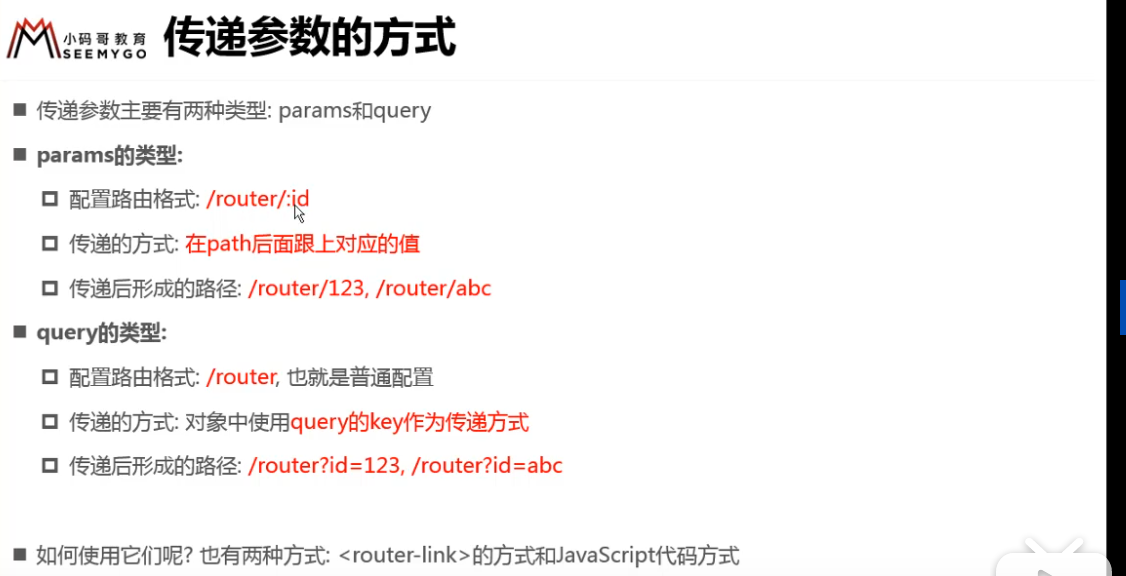 小码哥教育
SEEMYGO
传递参数的方式
传递参数主要有两种类型: params和query
params的类型:
配置路由格式: /router/:id
传递的方式: 在path后面跟上对应的值
传递后形成的路径: /router/123, /router/abc
query的类型:
配置路由格式: /router, 也就是普通配置
传递的方式: 对象中使用query的key作为传递方式
传递后形成的路径: /router?id=123, /router?id=abc
如何使用它们呢? 也有两种方式: <router-link>的方式和JavaScript代码方式